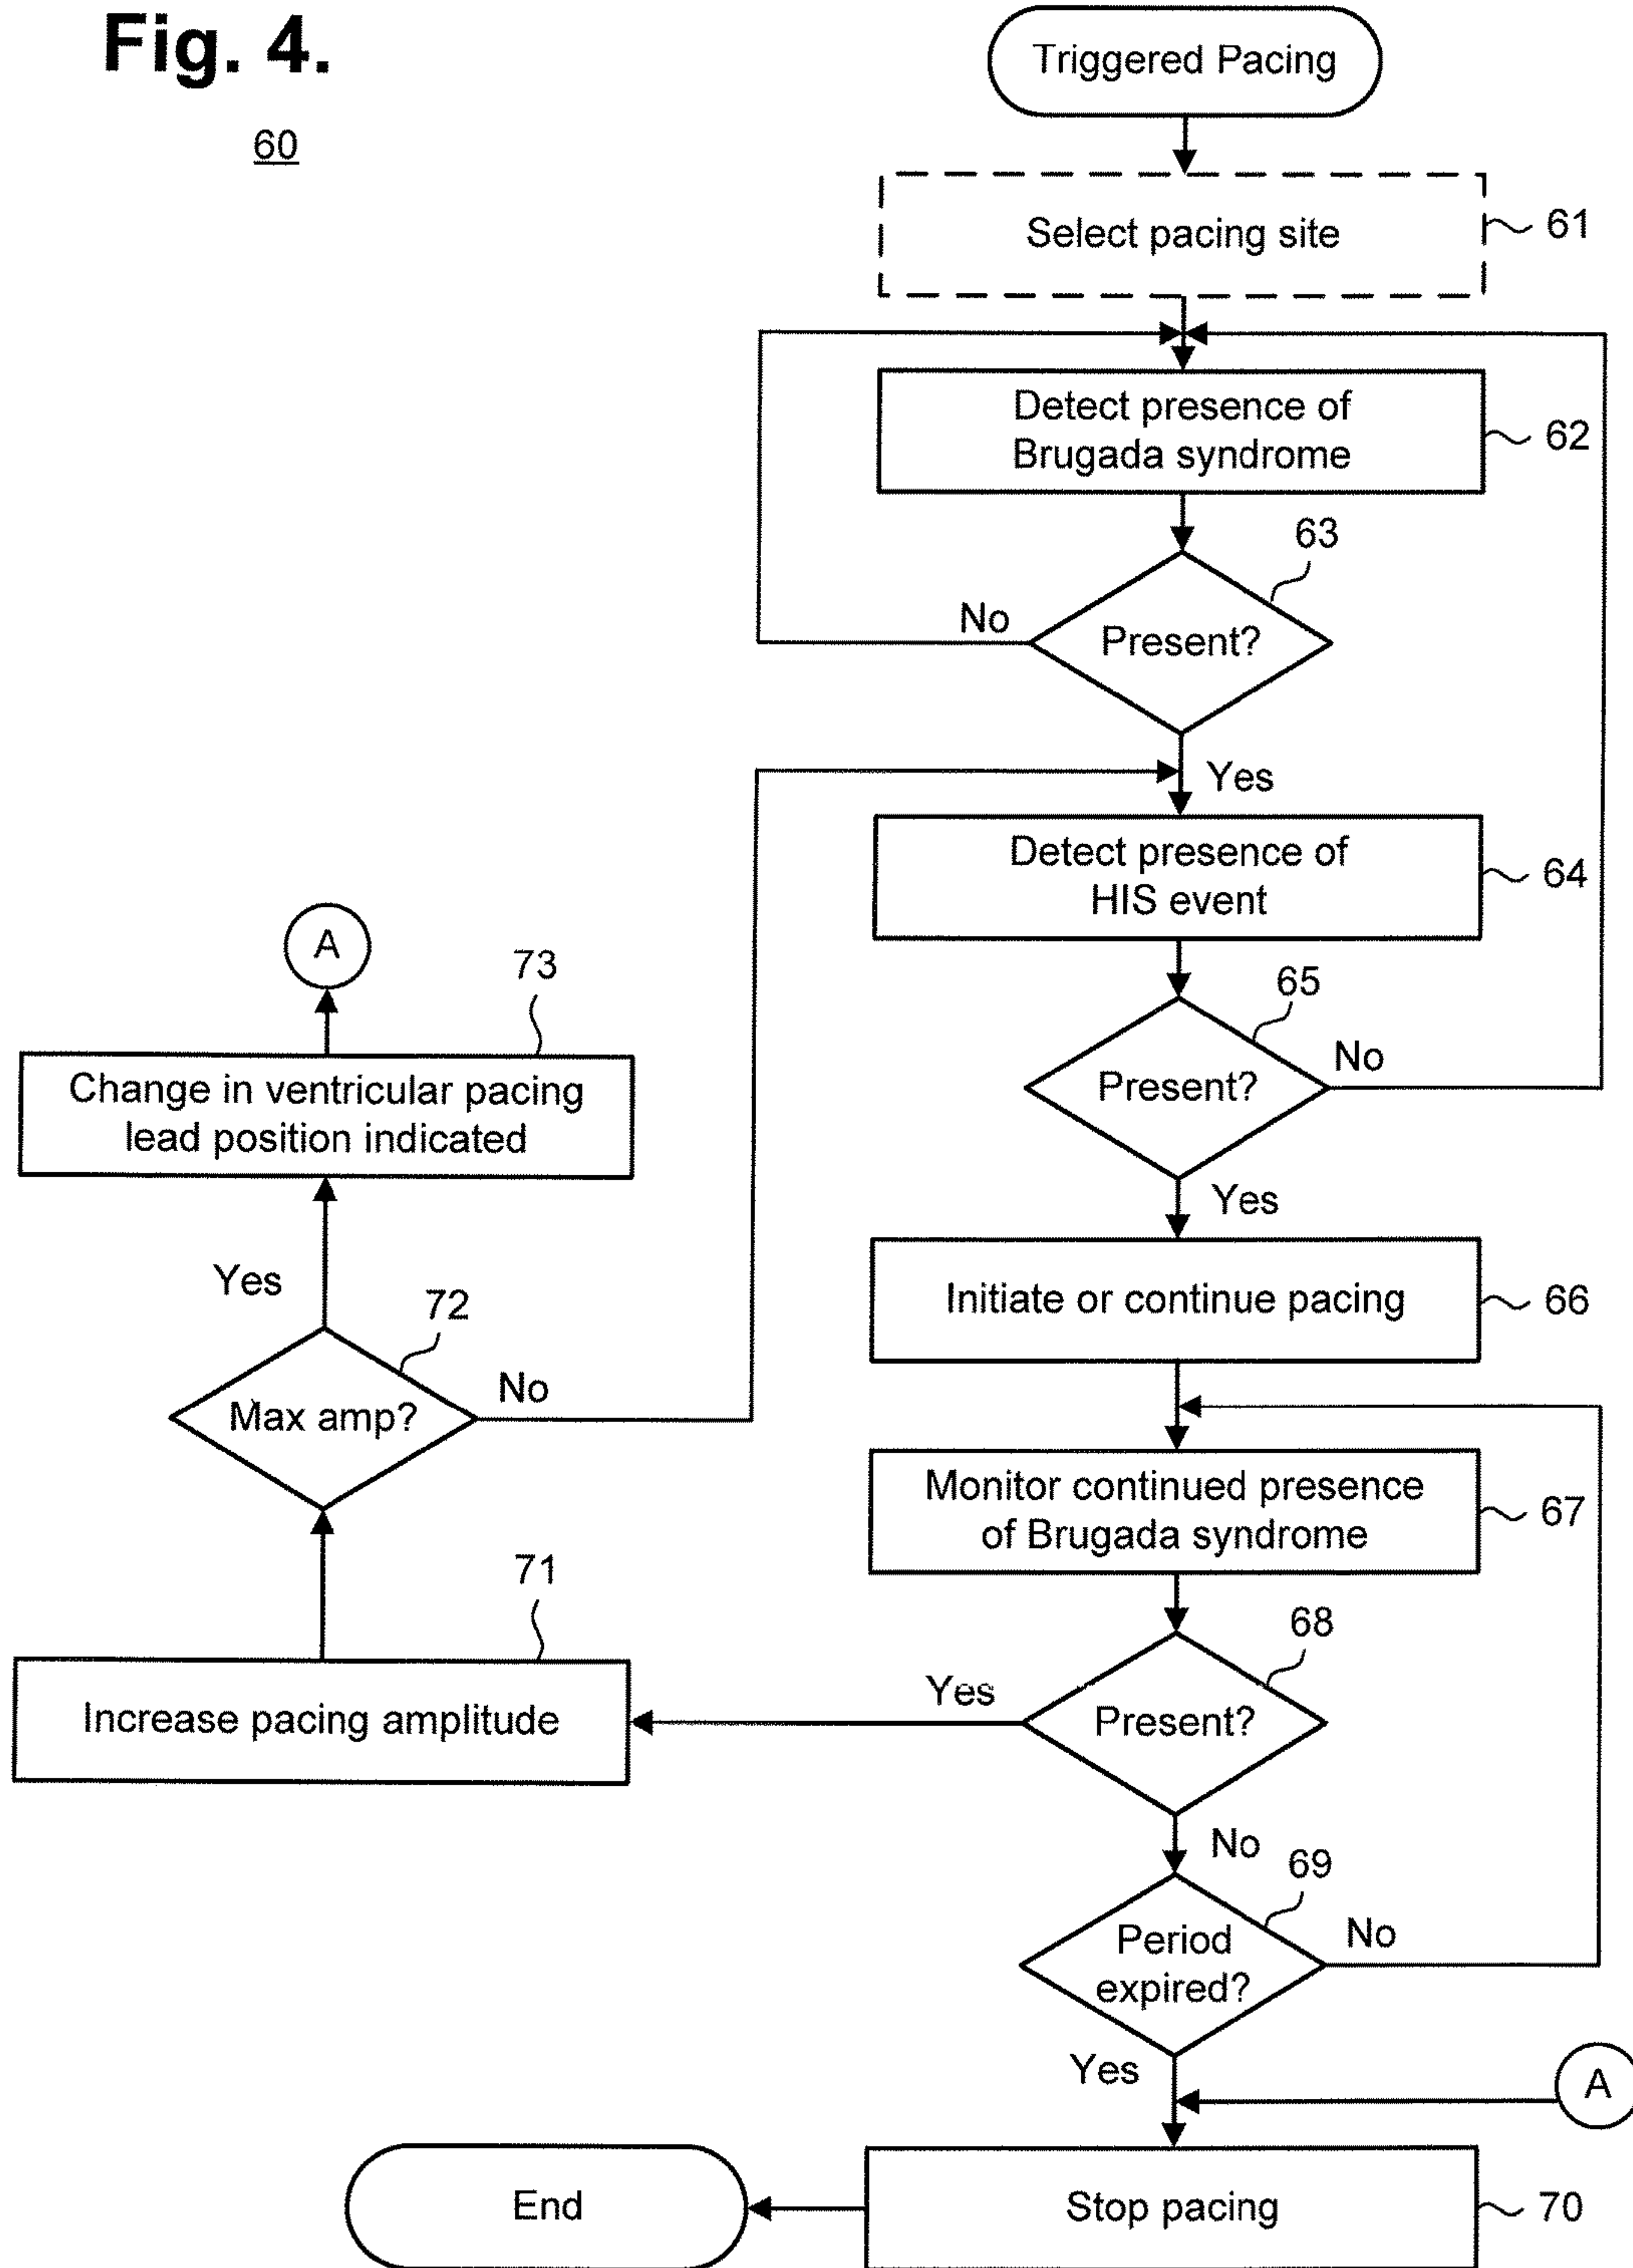 Fig. 4.
60
Triggered Pacing
Select pacing site
61
Detect presence of
Brugada syndrome
62
63
Present?
No
Yes
Detect presence of
HIS event
64
65
Present?
No
Yes
Initiate or continue pacing
66
Monitor continued presence
of Brugada syndrome
67
68
Present?
Yes
No
69
Period
expired?
No
Yes
A
Stop pacing
70
End
71
Increase pacing amplitude
72
Max amp?
No
Yes
73
Change in ventricular pacing
lead position indicated
A